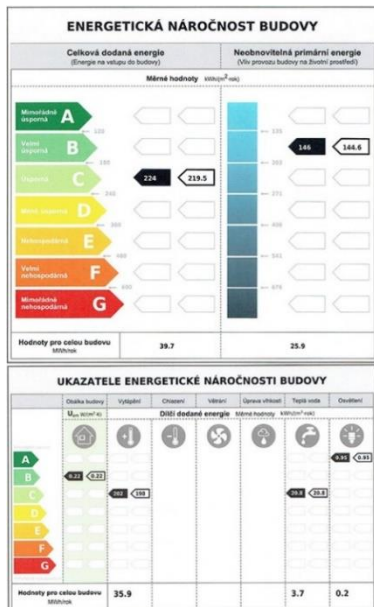 ENERGETICKÁ NÁROČNOST BUDOVY
Celková dodaná energie
(Energie na vstupu do budovy)
Neobnovitelná primární energie
(Vliv provozu budovy na životní prostředí)
Měrné hodnoty kWh/(m²·rok)
Mimořádně úsporná A
Velmi úsporná B
146 144.6
Úsporná C
224 219.5
D
Nehospodárná E
Velmi nehospodárná F
Mimořádně nehospodárná G
Hodnoty pro celou budovu
MWh/rok
39.7
25.9
UKAZATELE ENERGETICKÉ NÁROČNOSTI BUDOVY
Obálka budovy
Vytápění
Chlazení
Větrání
Úprava vlhkosti
Teplá voda
Osvětlení
Dílčí dodané energie Měrné hodnoty kWh/(m²·rok)
A
0.95 0.95
B
0.22 0.22
C
202 198
20.8 20.8
D
E
F
G
Hodnoty pro celou budovu
MWh/rok
35.9
3.7
0.2